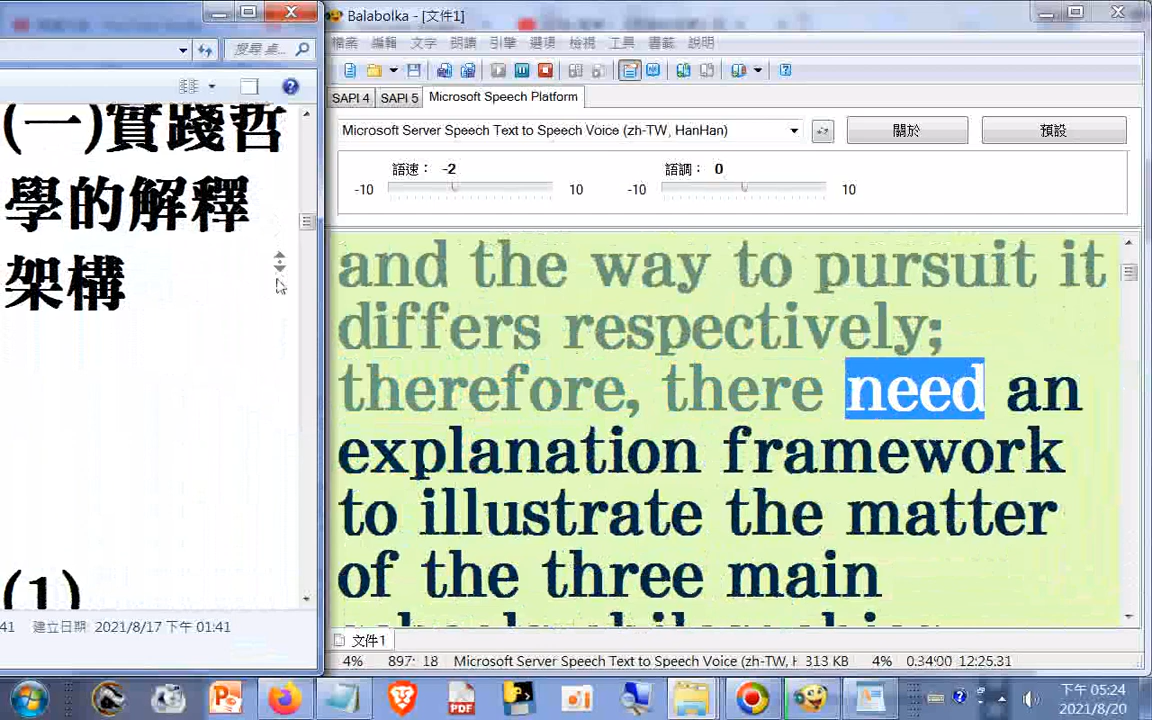 搜尋 桌...
(一)實踐哲
學的解釋
架構
(1)
41 建立日期: 2021/8/17 下午 01:41
Balabolka - [文件1]
檔案 編輯 文字 朗讀 引擎 選項 檢視 工具 書籤 說明
SAPI 4 SAPI 5 Microsoft Speech Platform
Microsoft Server Speech Text to Speech Voice (zh-TW, HanHan) 關於 預設
語速： -2 語調： 0
-10 10 -10 10
and the way to pursuit it
differs respectively;
therefore, there need an
explanation framework
to illustrate the matter
of the three main
文件1
4% 897: 18 Microsoft Server Speech Text to Speech Voice (zh-TW, 313 KB 4% 0.34:00 12:25.31
PDF
下午 05:24
2021/8/20